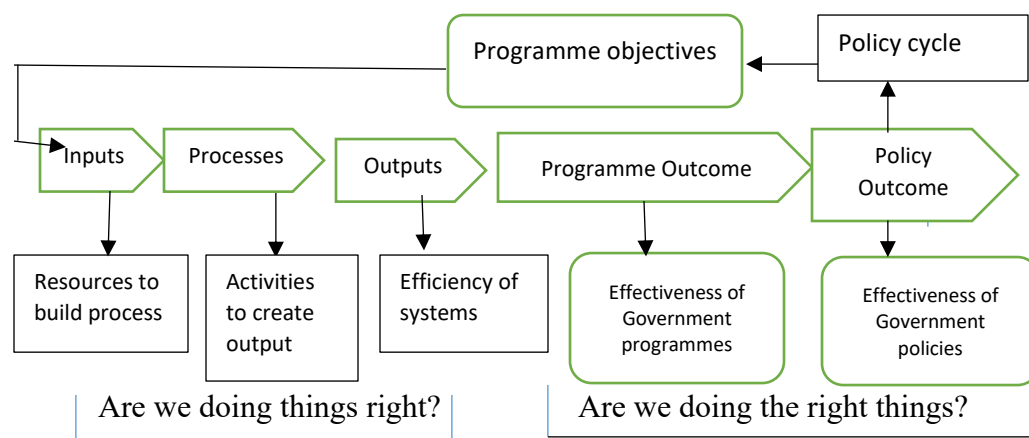 Programme objectives
Policy cycle
Inputs
Processes
Outputs
Programme Outcome
Policy
Outcome
Resources to
build process
Activities
to create
output
Efficiency of
systems
Effectiveness of
Government
programmes
Effectiveness of
Government
policies
Are we doing things right?
Are we doing the right things?